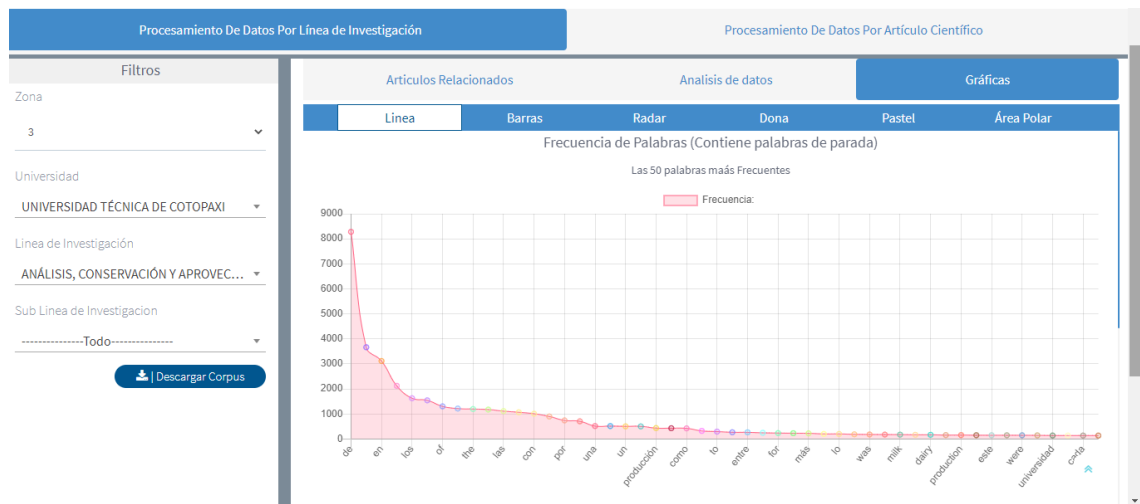 Procesamiento De Datos Por Línea de Investigación
Procesamiento De Datos Por Artículo Científico
Filtros
Zona
3
Universidad
UNIVERSIDAD TÉCNICA DE COTOPAXI
Linea de Investigación
ANÁLISIS, CONSERVACIÓN Y APROVEC...
Sub Linea de Investigacion
---------------Todo---------------
| Descargar Corpus
Articulos Relacionados
Analisis de datos
Gráficas
Linea
Barras
Radar
Dona
Pastel
Área Polar
Frecuencia de Palabras (Contiene palabras de parada)
Las 50 palabras maás Frecuentes
Frecuencia:
9000
8000
7000
6000
5000
4000
3000
2000
1000
0
de
en
los
of
the
las
con
por
una
un
producción
como
to
entre
for
más
lo
was
milk
dairy
production
este
were
universidad
cada